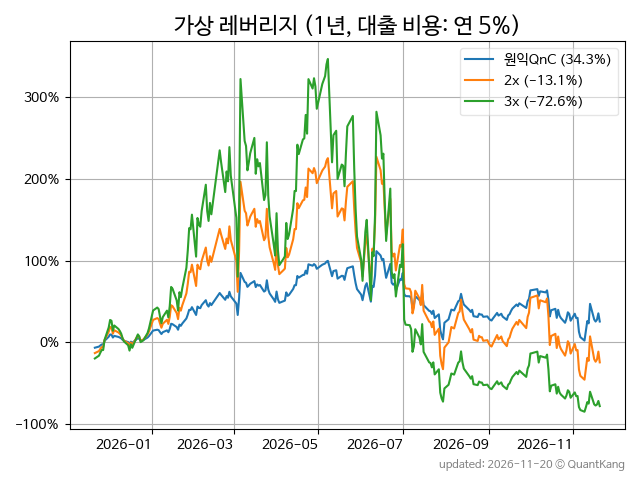 가상 레버리지 (1년, 대출 비용: 연 5%)
원익QnC (34.3%)
2x (−13.1%)
3x (−72.6%)
300%
200%
100%
0%
−100%
2026−01 2026−03 2026−05 2026−07 2026−09 2026−11
updated: 2026-11-20 © QuantKang